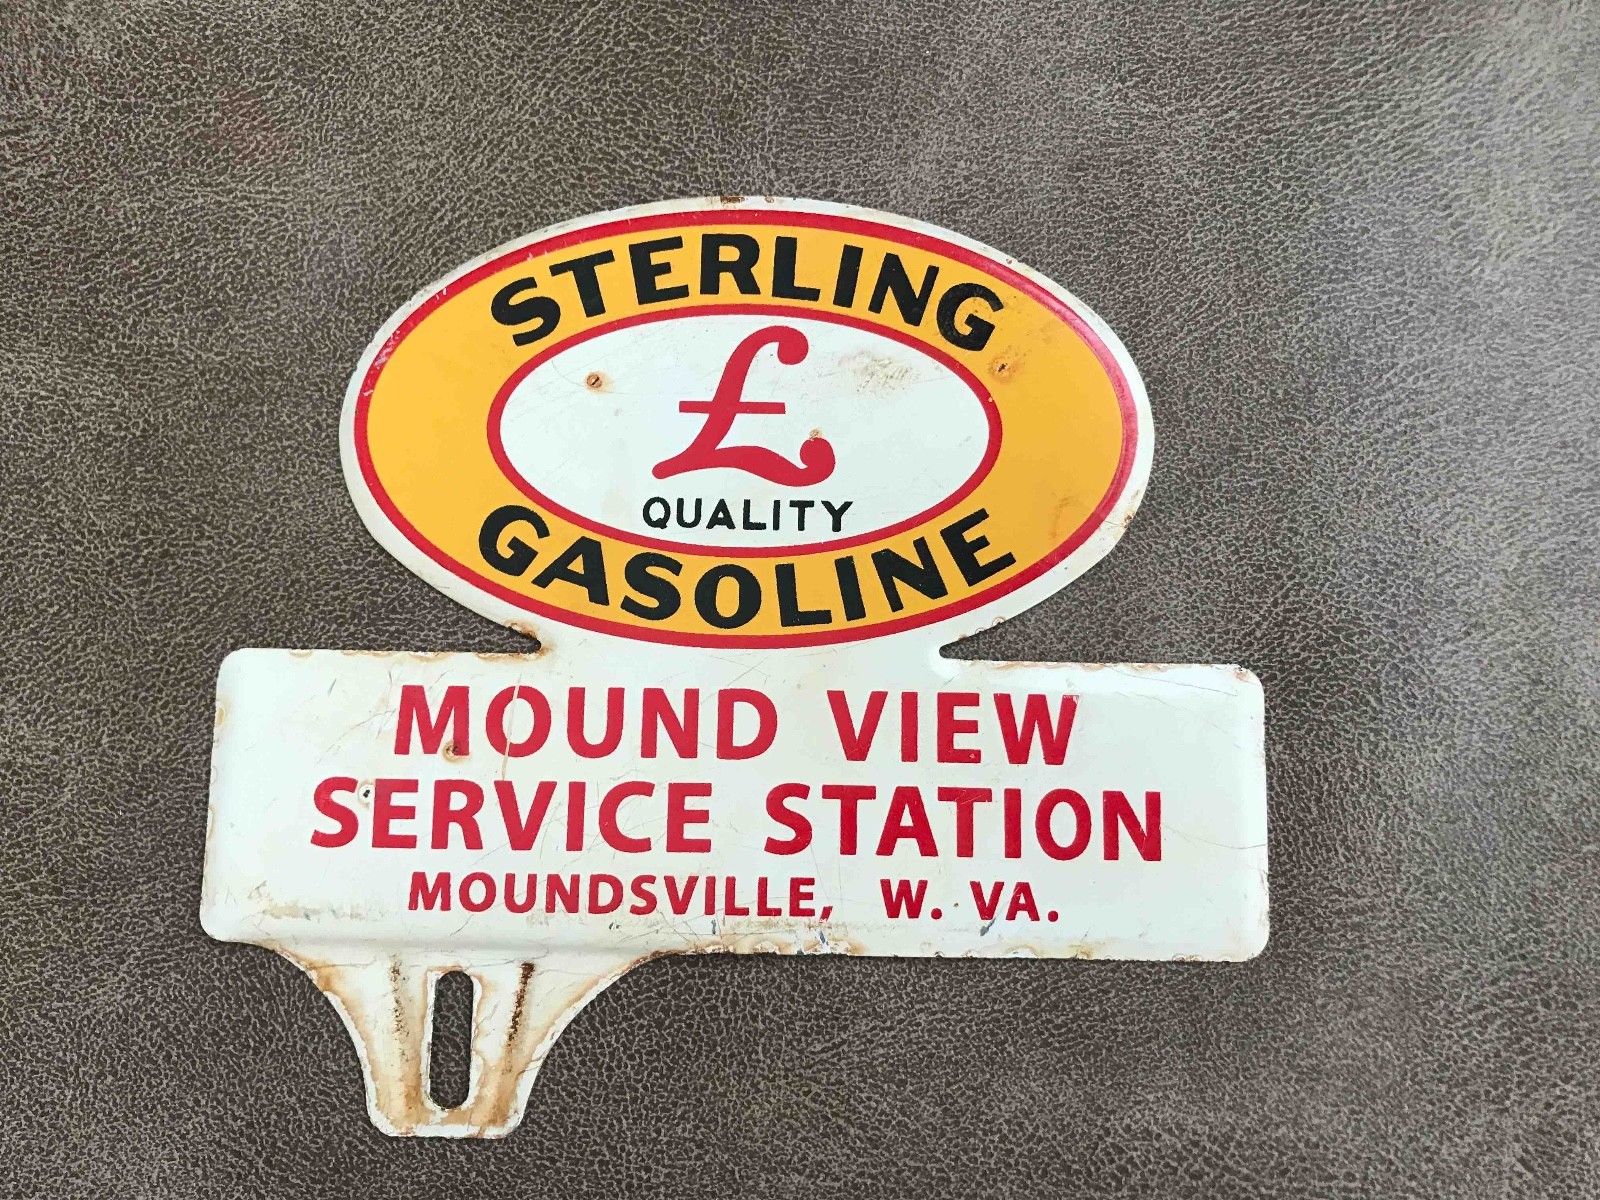 STERLING
£
QUALITY
GASOLINE
MOUND VIEW
SERVICE STATION
MOUNDSVILLE, W. VA.